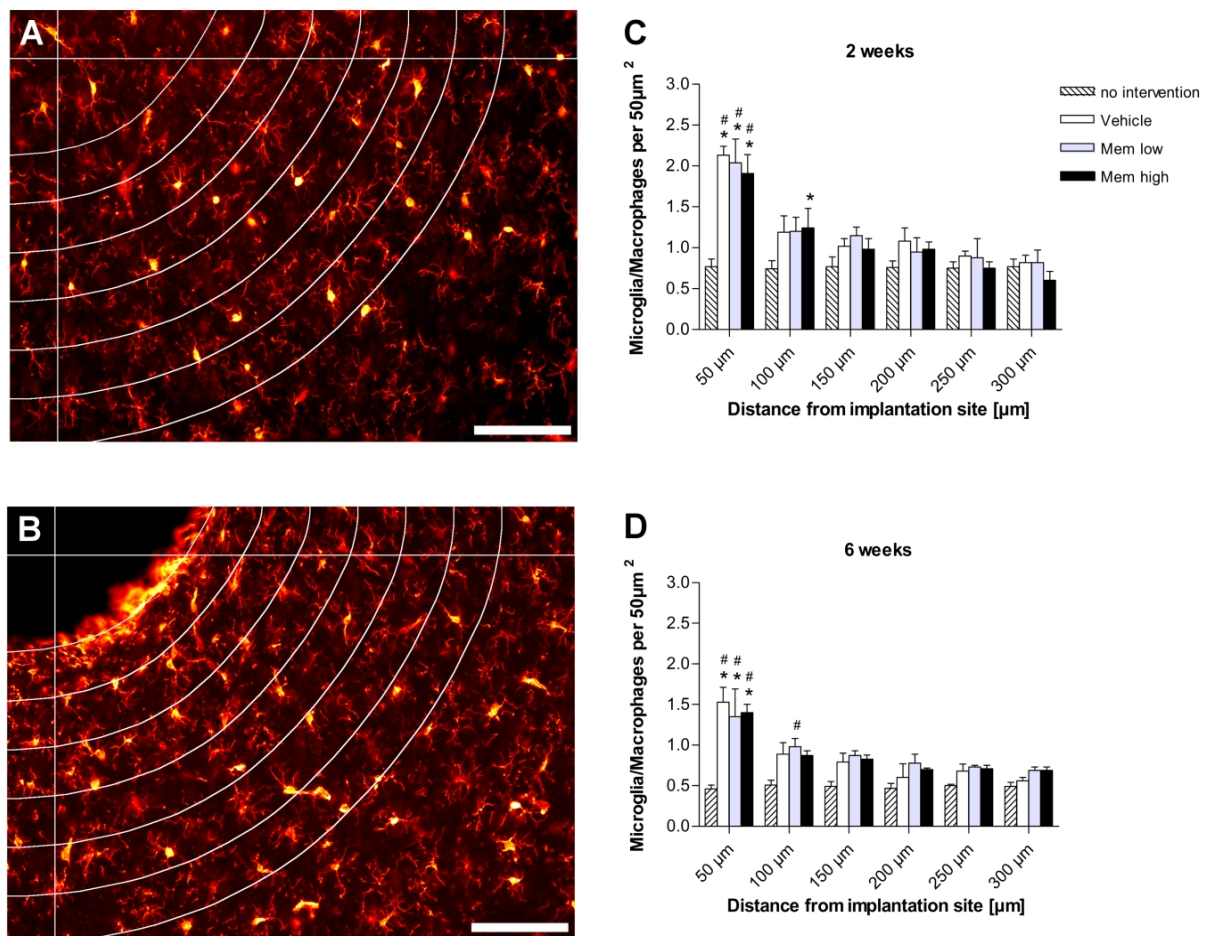 A
B
C
2 weeks
Microglia/Macrophages per 50µm²
3.0
2.5
2.0
1.5
1.0
0.5
0.0
# # #
* * *
*
50 µm
100 µm
150 µm
200 µm
250 µm
300 µm
Distance from implantation site [µm]
no intervention
Vehicle
Mem low
Mem high
D
6 weeks
Microglia/Macrophages per 50µm²
3.0
2.5
2.0
1.5
1.0
0.5
0.0
# # #
* * *
#
50 µm
100 µm
150 µm
200 µm
250 µm
300 µm
Distance from implantation site [µm]